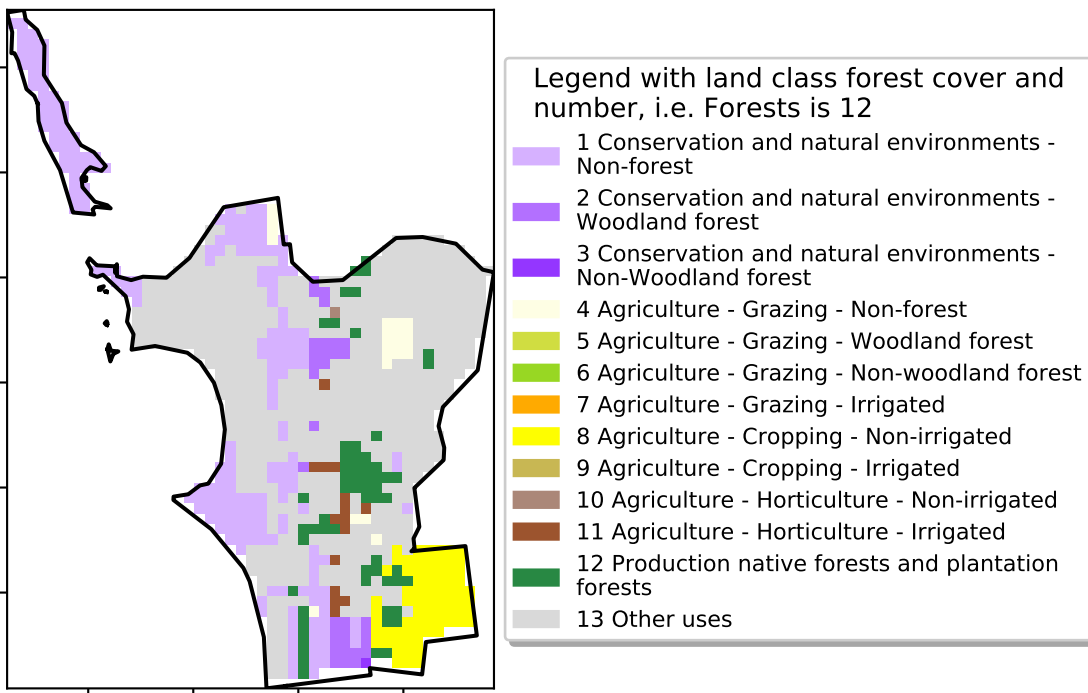 Legend with land class forest cover and
number, i.e. Forests is 12
1 Conservation and natural environments -
Non-forest
2 Conservation and natural environments -
Woodland forest
3 Conservation and natural environments -
Non-Woodland forest
4 Agriculture - Grazing - Non-forest
5 Agriculture - Grazing - Woodland forest
6 Agriculture - Grazing - Non-woodland forest
7 Agriculture - Grazing - Irrigated
8 Agriculture - Cropping - Non-irrigated
9 Agriculture - Cropping - Irrigated
10 Agriculture - Horticulture - Non-irrigated
11 Agriculture - Horticulture - Irrigated
12 Production native forests and plantation
forests
13 Other uses